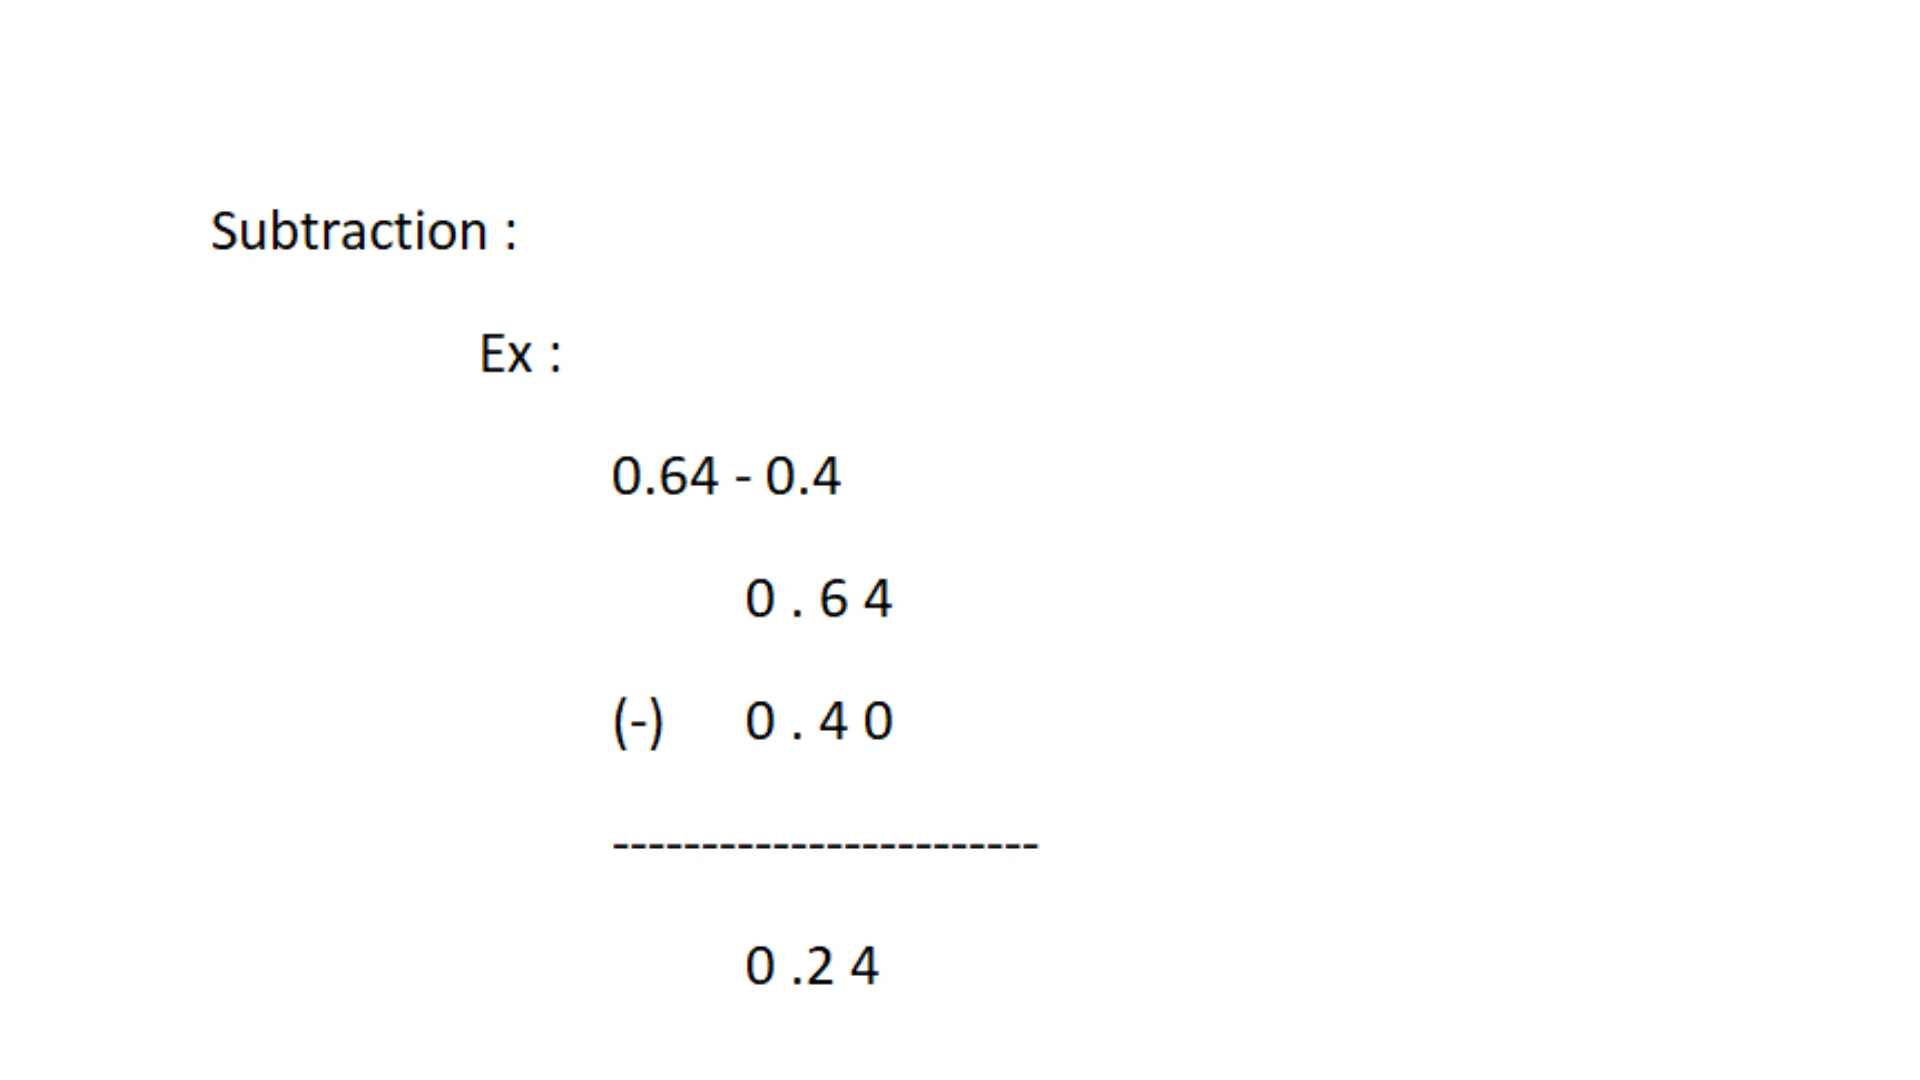 Subtraction :
Ex :
0.64 - 0.4
0 . 6 4
(-) 0 . 4 0
------------------------
0 .2 4